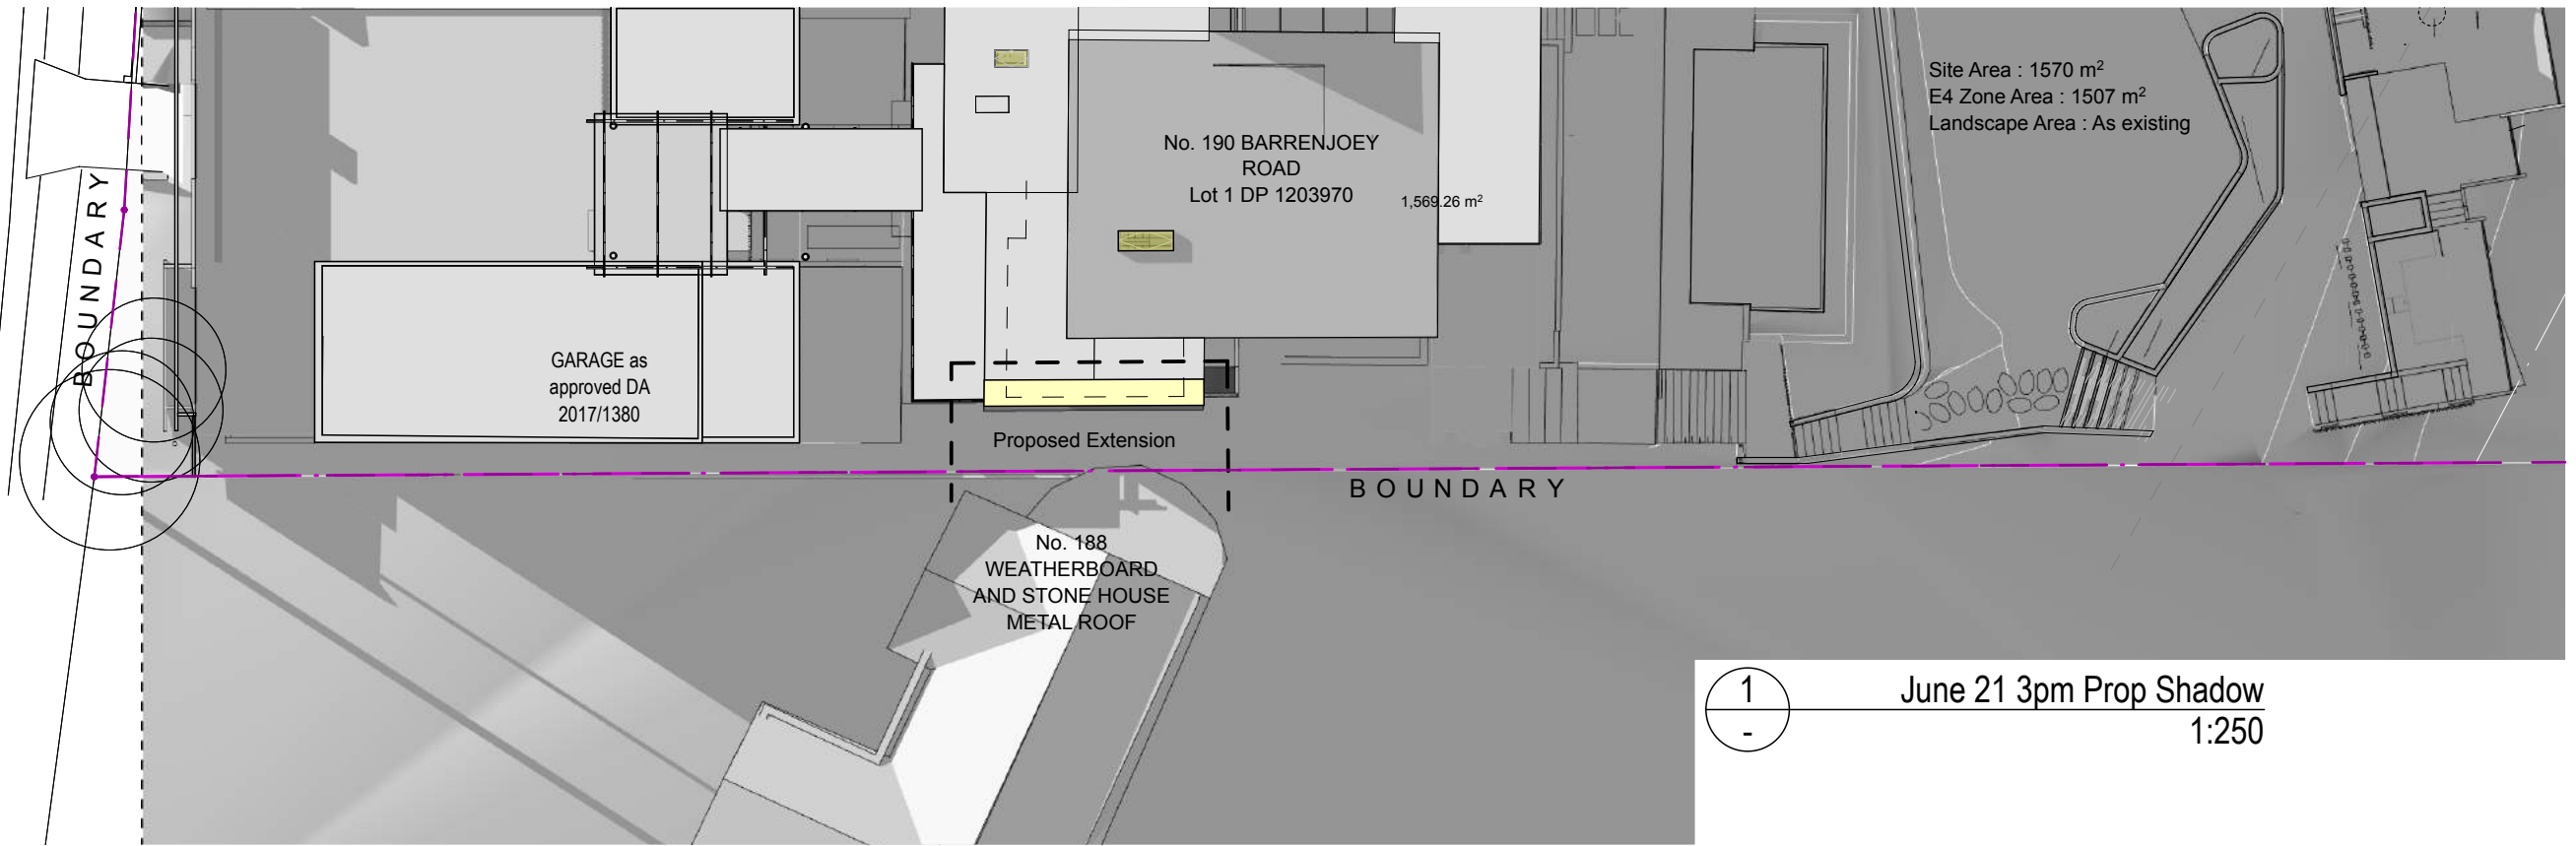 Site Area : 1570 m²
E4 Zone Area : 1507 m²
Landscape Area : As existing
No. 190 BARRENJOEY
ROAD
Lot 1 DP 1203970
1,569.26 m²
BOUNDARY
GARAGE as
approved DA
2017/1380
Proposed Extension
BOUNDARY
No. 188
WEATHERBOARD
AND STONE HOUSE
METAL ROOF
1
-
June 21 3pm Prop Shadow
1:250